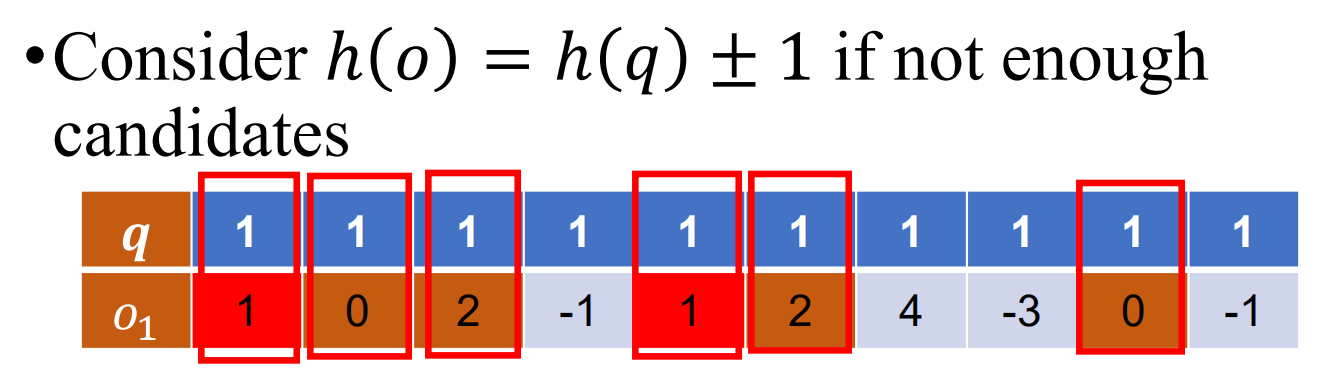 •Consider h(o) = h(q) ± 1 if not enough
candidates
q 1 1 1 1 1 1 1 1 1 1
o₁ 1 0 2 -1 1 2 4 -3 0 -1